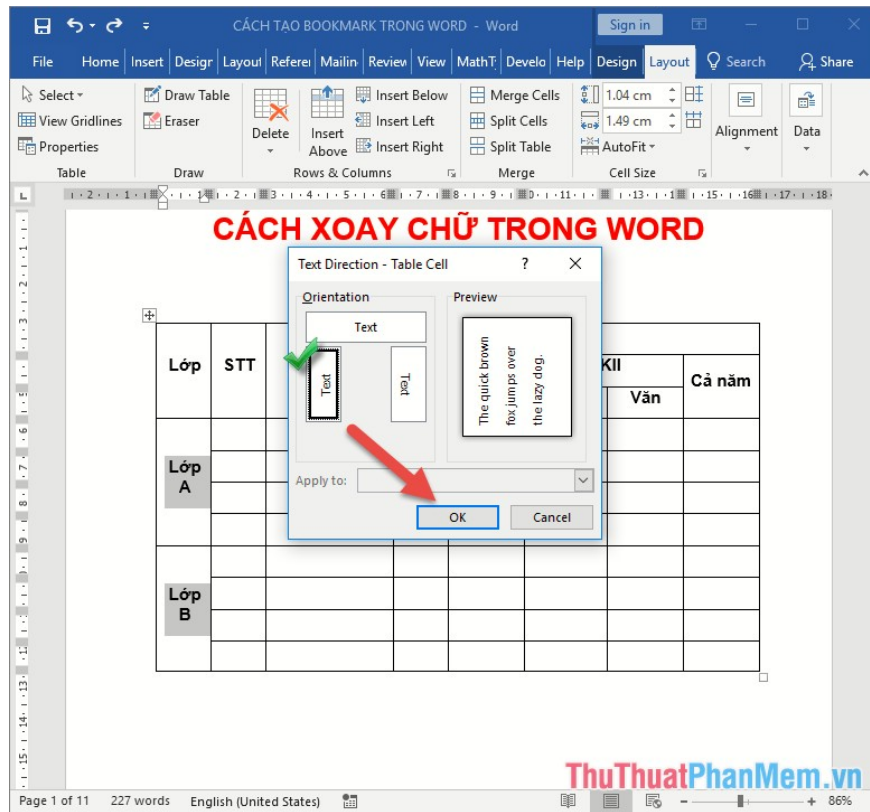 CÁCH TẠO BOOKMARK TRONG WORD - Word
Sign in
File Home Insert Desigr Layout Referei Mailin Review View MathT Develo Help Design Layout Search Share
Select Draw Table Insert Below Merge Cells 1.04 cm
View Gridlines Eraser Delete Insert Above Insert Left Split Cells 1.49 cm Alignment Data
Properties Insert Right Split Table AutoFit
Table Draw Rows & Columns Merge Cell Size
CÁCH XOAY CHỮ TRONG WORD
Text Direction - Table Cell ? ×
Orientation Preview
Text
Text
Text
The quick brown
fox jumps over
the lazy dog.
Apply to:
OK Cancel
Lớp STT KII Cả năm
Văn
Lớp
A
Lớp
B
ThuThuatPhanMem.vn
Page 1 of 11 227 words English (United States) 86%